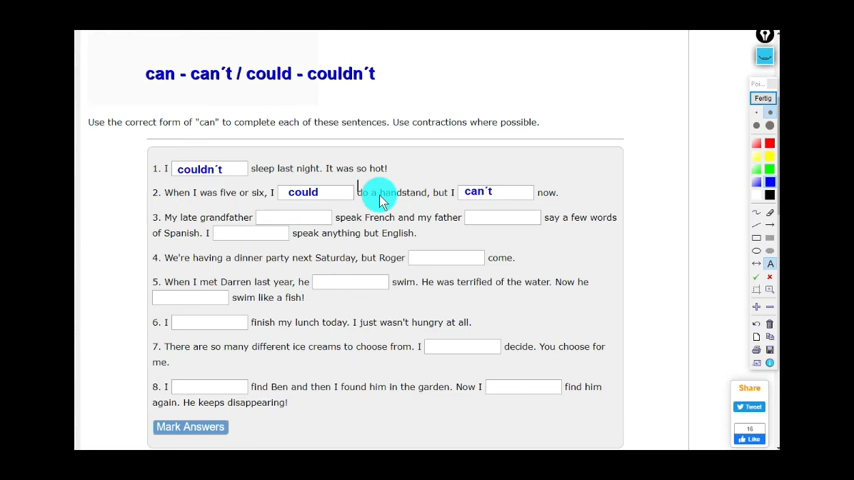 can - can´t / could - couldn´t
Use the correct form of "can" to complete each of these sentences. Use contractions where possible.
1. I couldn´t sleep last night. It was so hot!
2. When I was five or six, I could do a handstand, but I can´t now.
3. My late grandfather speak French and my father say a few words
of Spanish. I speak anything but English.
4. We're having a dinner party next Saturday, but Roger come.
5. When I met Darren last year, he swim. He was terrified of the water. Now he
swim like a fish!
6. I finish my lunch today. I just wasn't hungry at all.
7. There are so many different ice creams to choose from. I decide. You choose for
me.
8. I find Ben and then I found him in the garden. Now I find him
again. He keeps disappearing!
Mark Answers
Poi...
Fertig
A
Share
Tweet
16
Like